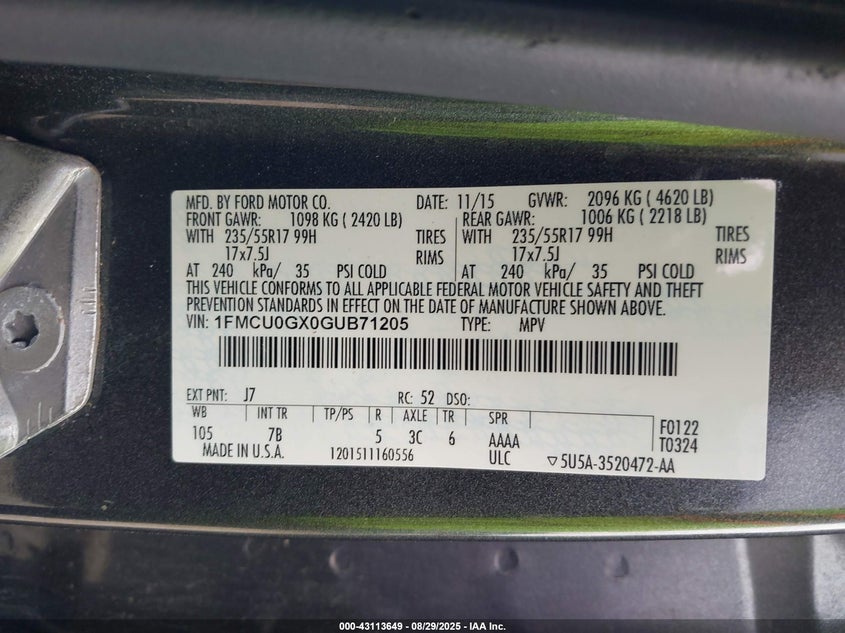 MFD. BY FORD MOTOR CO. DATE: 11/15 GVWR: 2096 KG ( 4620 LB)
FRONT GAWR: 1098 KG ( 2420 LB) REAR GAWR: 1006 KG ( 2218 LB)
WITH 235/55R17 99H TIRES WITH 235/55R17 99H TIRES
17x7.5J RIMS 17x7.5J RIMS
AT 240 kPa/ 35 PSI COLD AT 240 kPa/ 35 PSI COLD
THIS VEHICLE CONFORMS TO ALL APPLICABLE FEDERAL MOTOR VEHICLE SAFETY AND THEFT
PREVENTION STANDARDS IN EFFECT ON THE DATE OF MANUFACTURE SHOWN ABOVE.
VIN: 1FMCU0GX0GUB71205 TYPE: MPV
EXT PNT: J7 RC: 52 DSO:
WB INT TR TP/PS R AXLE TR SPR
105 7B 5 3C 6 AAAA
ULC
F0122
T0324
MADE IN U.S.A. 1201511160556 ▽5U5A-3520472-AA
000-43113649 - 08/29/2025 - IAA Inc.